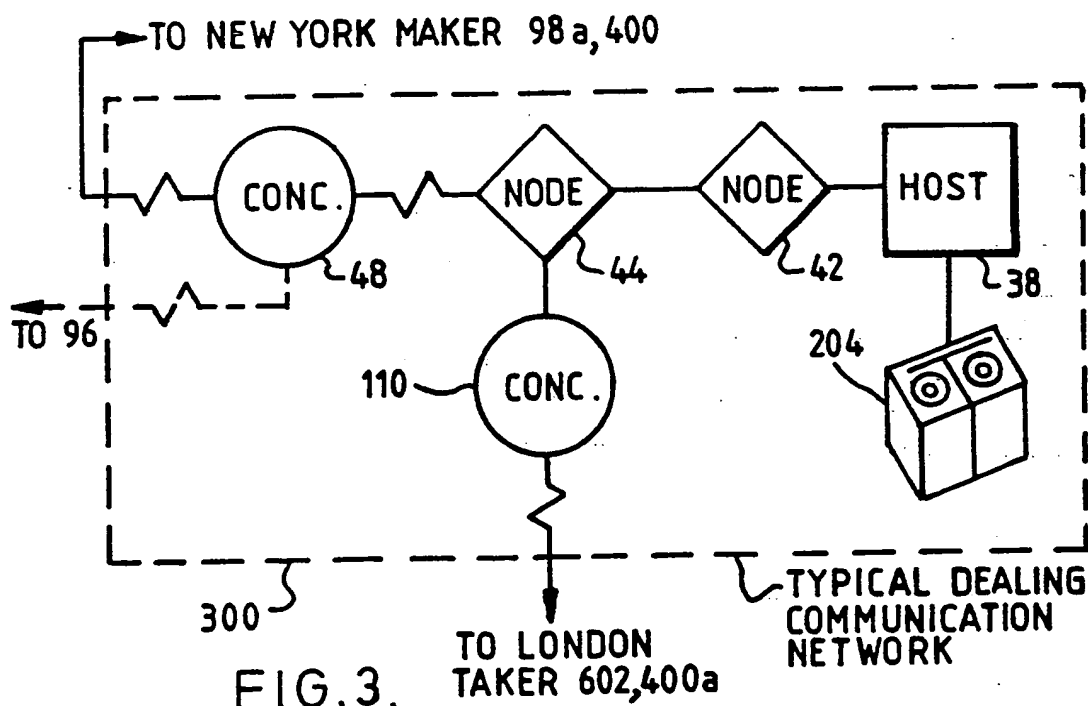 TO NEW YORK MAKER 98a,400
CONC.
NODE
NODE
HOST
48
44
42
38
TO 96
204
110
CONC.
300
TYPICAL DEALING
COMMUNICATION
NETWORK
TO LONDON
TAKER 602,400a
FIG.3.